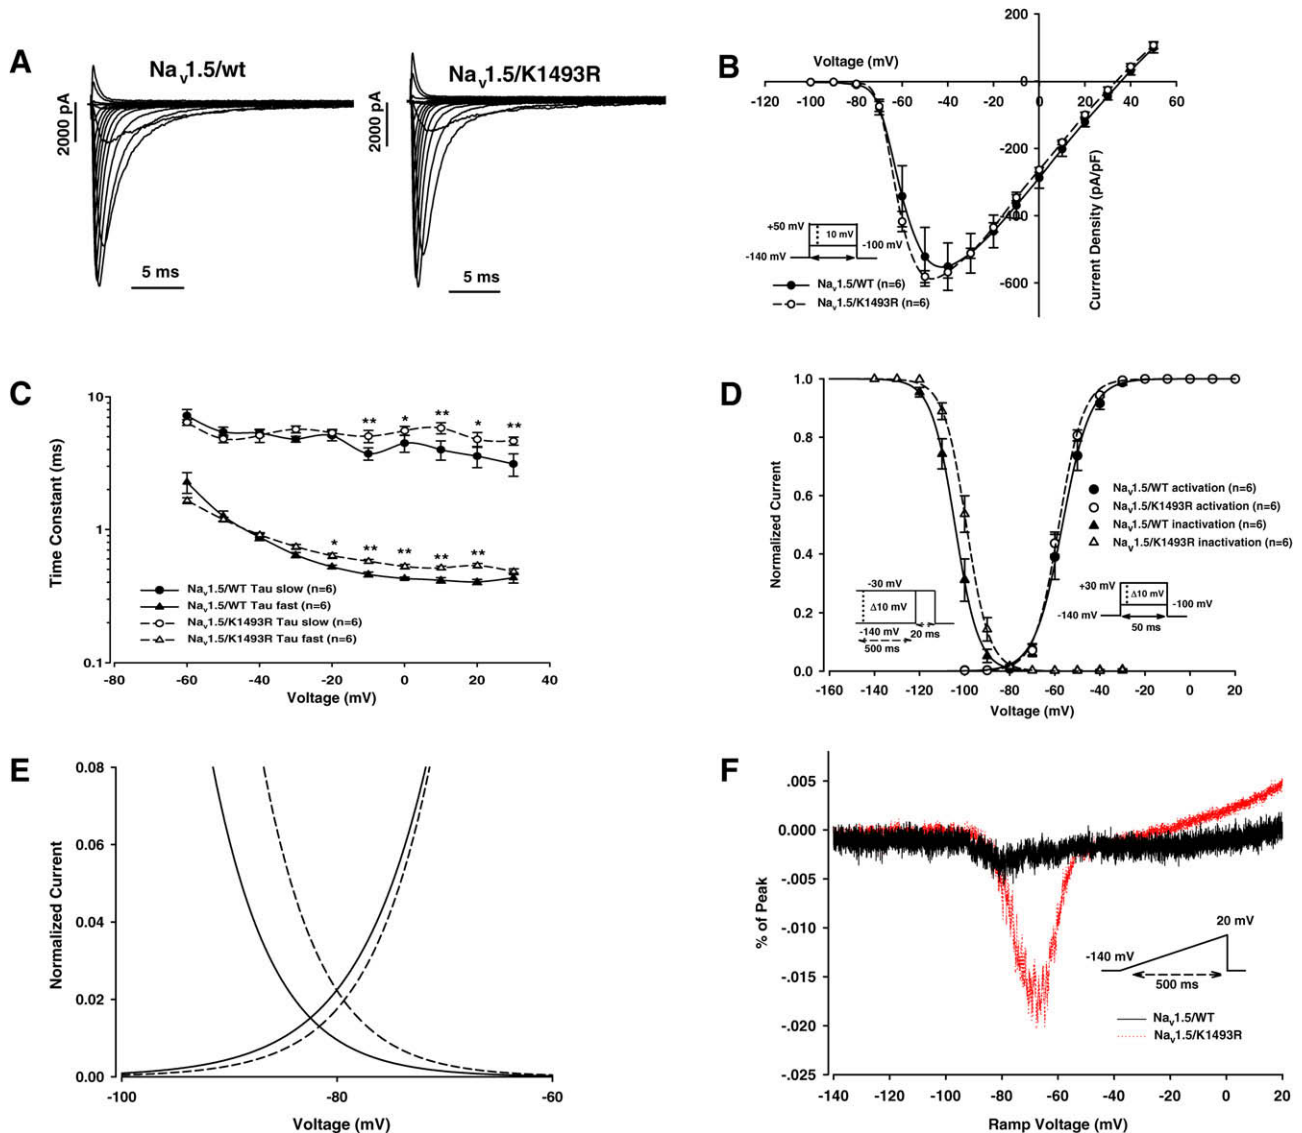 A
Nav1.5/wt
Nav1.5/K1493R
2000 pA
2000 pA
5 ms
5 ms
B
Voltage (mV)
200
0
-200
-400
-600
-120 -100 -80 -60 -40 -20 0 20 40 60
Current Density (pA/pF)
+50 mV
10 mV
-100 mV
-140 mV
Nav1.5/WT (n=6)
Nav1.5/K1493R (n=6)
C
Time Constant (ms)
10
1
0.1
** * ** * **
* ** ** ** **
Nav1.5/WT Tau slow (n=6)
Nav1.5/WT Tau fast (n=6)
Nav1.5/K1493R Tau slow (n=6)
Nav1.5/K1493R Tau fast (n=6)
-80 -60 -40 -20 0 20 40
Voltage (mV)
D
Normalized Current
1.0
0.8
0.6
0.4
0.2
0.0
Nav1.5/WT activation (n=6)
Nav1.5/K1493R activation (n=6)
Nav1.5/WT inactivation (n=6)
Nav1.5/K1493R inactivation (n=6)
-30 mV
Δ10 mV
-140 mV
20 ms
500 ms
+30 mV
Δ10 mV
-100 mV
-140 mV
50 ms
-160 -140 -120 -100 -80 -60 -40 -20 0 20
Voltage (mV)
E
Normalized Current
0.08
0.06
0.04
0.02
0.00
-100 -80 -60
Voltage (mV)
F
% of Peak
.005
0.000
-.005
-.010
-.015
-.020
-.025
20 mV
-140 mV
500 ms
Nav1.5/WT
Nav1.5/K1493R
-140 -120 -100 -80 -60 -40 -20 0 20
Ramp Voltage (mV)